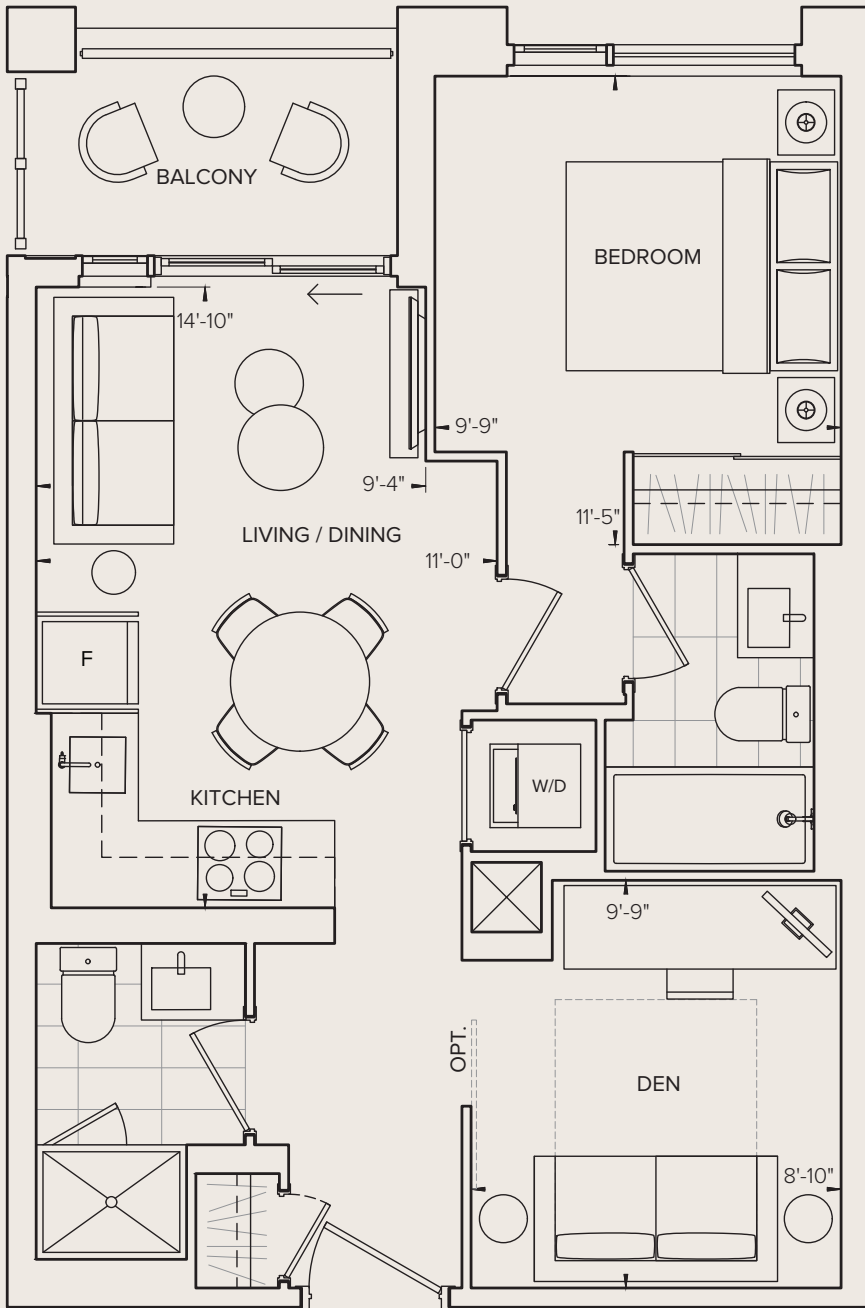 BALCONY
BEDROOM
14'-10"
9'-9"
9'-4"
11'-5"
LIVING / DINING
11'-0"
F
W/D
KITCHEN
9'-9"
OPT.
DEN
8'-10"